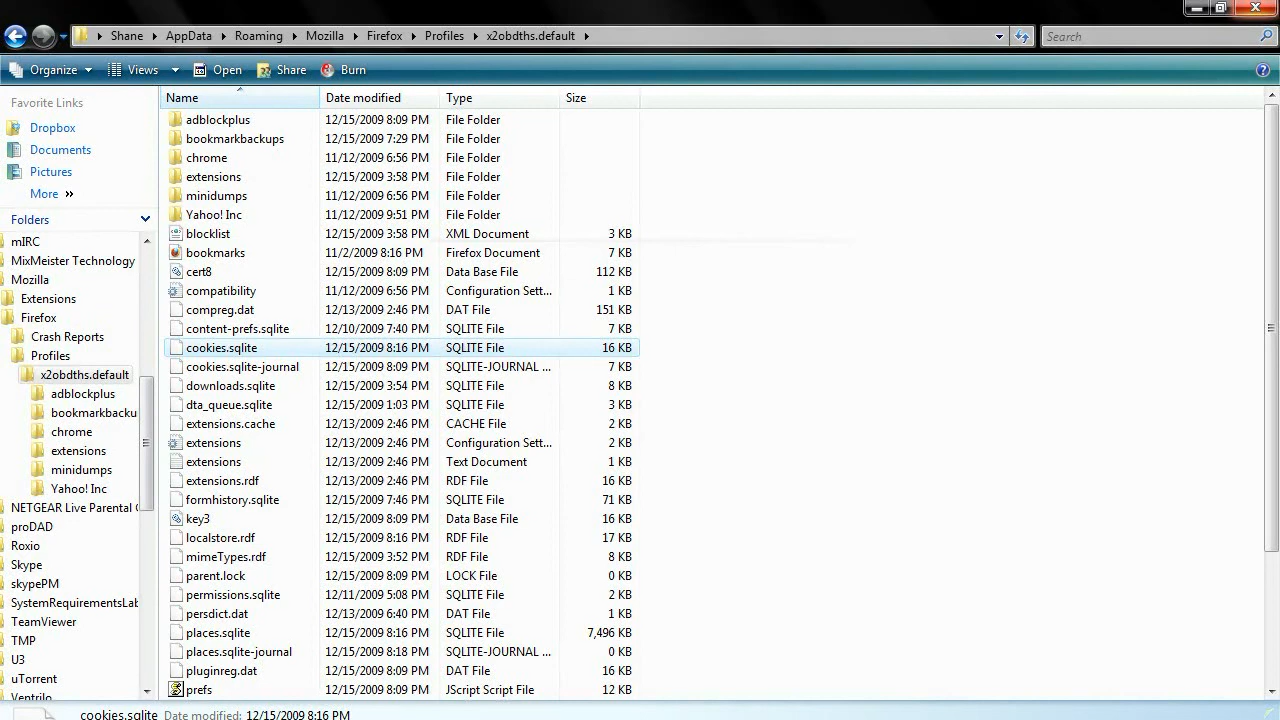 Shane AppData Roaming Mozilla Firefox Profiles x2obdths.default Search
Organize Views Open Share Burn
Favorite Links
Dropbox
Documents
Pictures
More »
Folders
mIRC
MixMeister Technology
Mozilla
Extensions
Firefox
Crash Reports
Profiles
x2obdths.default
adblockplus
bookmarkbacku
chrome
extensions
minidumps
Yahoo! Inc
NETGEAR Live Parental
proDAD
Roxio
Skype
skypePM
SystemRequirementsLab
TeamViewer
TMP
U3
uTorrent
Ventrilo
Name Date modified Type Size
adblockplus 12/15/2009 8:09 PM File Folder
bookmarkbackups 12/15/2009 7:29 PM File Folder
chrome 11/12/2009 6:56 PM File Folder
extensions 12/15/2009 3:58 PM File Folder
minidumps 11/12/2009 6:56 PM File Folder
Yahoo! Inc 11/12/2009 9:51 PM File Folder
blocklist 12/15/2009 3:58 PM XML Document 3 KB
bookmarks 11/2/2009 8:16 PM Firefox Document 7 KB
cert8 12/15/2009 8:09 PM Data Base File 112 KB
compatibility 11/12/2009 6:56 PM Configuration Sett... 1 KB
compreg.dat 12/13/2009 2:46 PM DAT File 151 KB
content-prefs.sqlite 12/10/2009 7:40 PM SQLITE File 7 KB
cookies.sqlite 12/15/2009 8:16 PM SQLITE File 16 KB
cookies.sqlite-journal 12/15/2009 8:09 PM SQLITE-JOURNAL ... 7 KB
downloads.sqlite 12/15/2009 3:54 PM SQLITE File 8 KB
dta_queue.sqlite 12/15/2009 1:03 PM SQLITE File 3 KB
extensions.cache 12/13/2009 2:46 PM CACHE File 2 KB
extensions 12/13/2009 2:46 PM Configuration Sett... 2 KB
extensions 12/13/2009 2:46 PM Text Document 1 KB
extensions.rdf 12/13/2009 2:46 PM RDF File 16 KB
formhistory.sqlite 12/15/2009 7:46 PM SQLITE File 71 KB
key3 12/15/2009 8:09 PM Data Base File 16 KB
localstore.rdf 12/15/2009 8:16 PM RDF File 17 KB
mimeTypes.rdf 12/15/2009 3:52 PM RDF File 8 KB
parent.lock 12/15/2009 8:09 PM LOCK File 0 KB
permissions.sqlite 12/11/2009 5:08 PM SQLITE File 2 KB
persdict.dat 12/13/2009 6:40 PM DAT File 1 KB
places.sqlite 12/15/2009 8:16 PM SQLITE File 7,496 KB
places.sqlite-journal 12/15/2009 8:18 PM SQLITE-JOURNAL ... 0 KB
pluginreg.dat 12/15/2009 8:09 PM DAT File 16 KB
prefs 12/15/2009 8:09 PM JScript Script File 12 KB
cookies.sqlite Date modified: 12/15/2009 8:16 PM